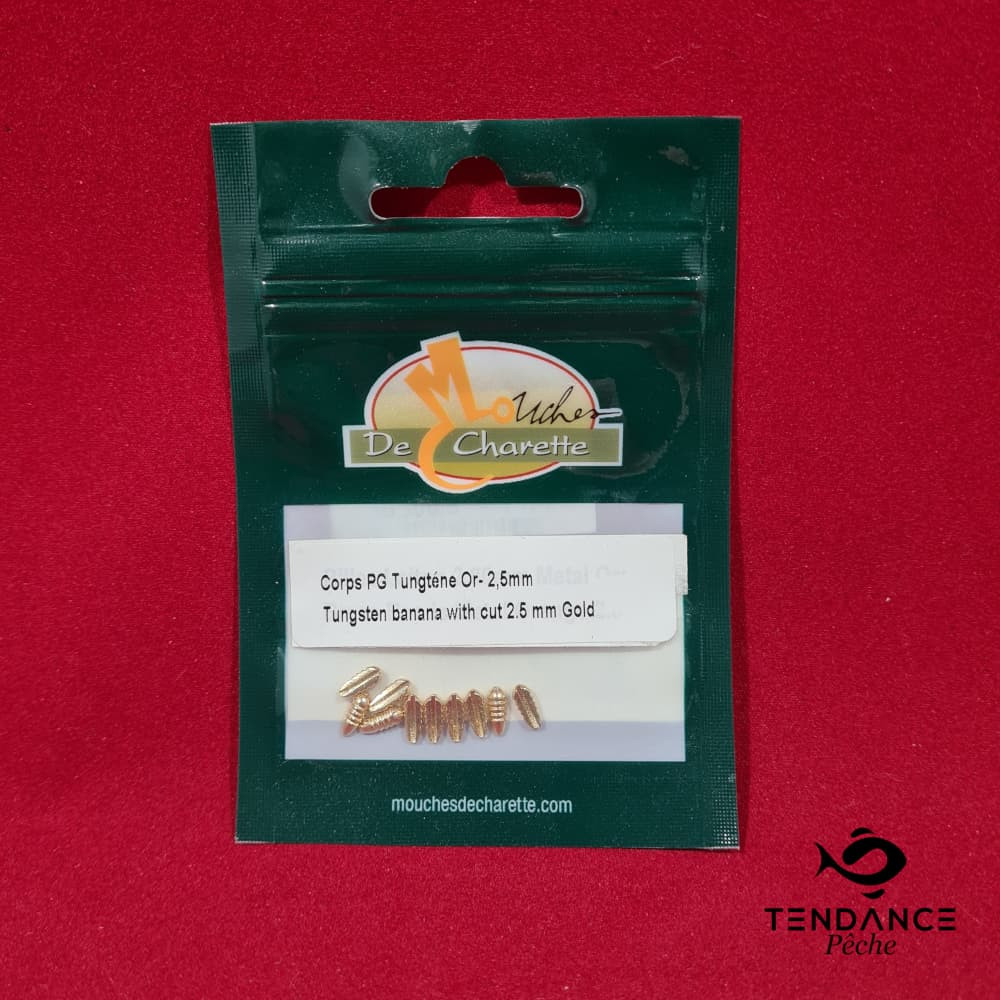 Mouches
De Charette
Corps PG Tungténe Or- 2,5mm
Tungsten banana with cut 2.5 mm Gold
mouchesdecharette.com
TENDANCE
Pêche